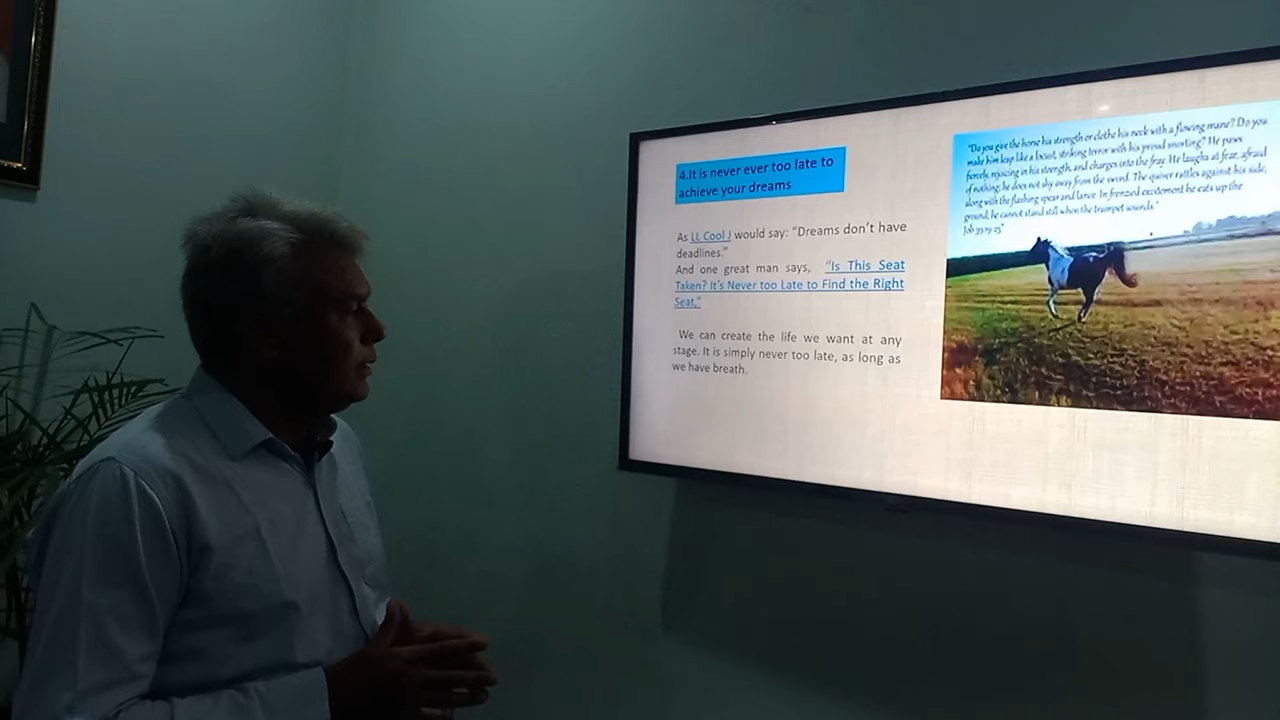 4.It is never ever too late to
achieve your dreams
As LL Cool J would say: “Dreams don’t have
deadlines.”
And one great man says, “Is This Seat
Taken? It’s Never too Late to Find the Right
Seat,”
We can create the life we want at any
stage. It is simply never too late, as long as
we have breath.
"Do you give the horse his strength or clothe his neck with a flowing mane? Do you
make him leap like a locust, striking terror with his proud snorting? He paws
fiercely, rejoicing in his strength, and charges into the fray. He laughs at fear, afraid
of nothing; he does not shy away from the sword. The quiver rattles against his side,
along with the flashing spear and lance. In frenzied excitement he eats up the
ground; he cannot stand still when the trumpet sounds."
Job 39:19-25"